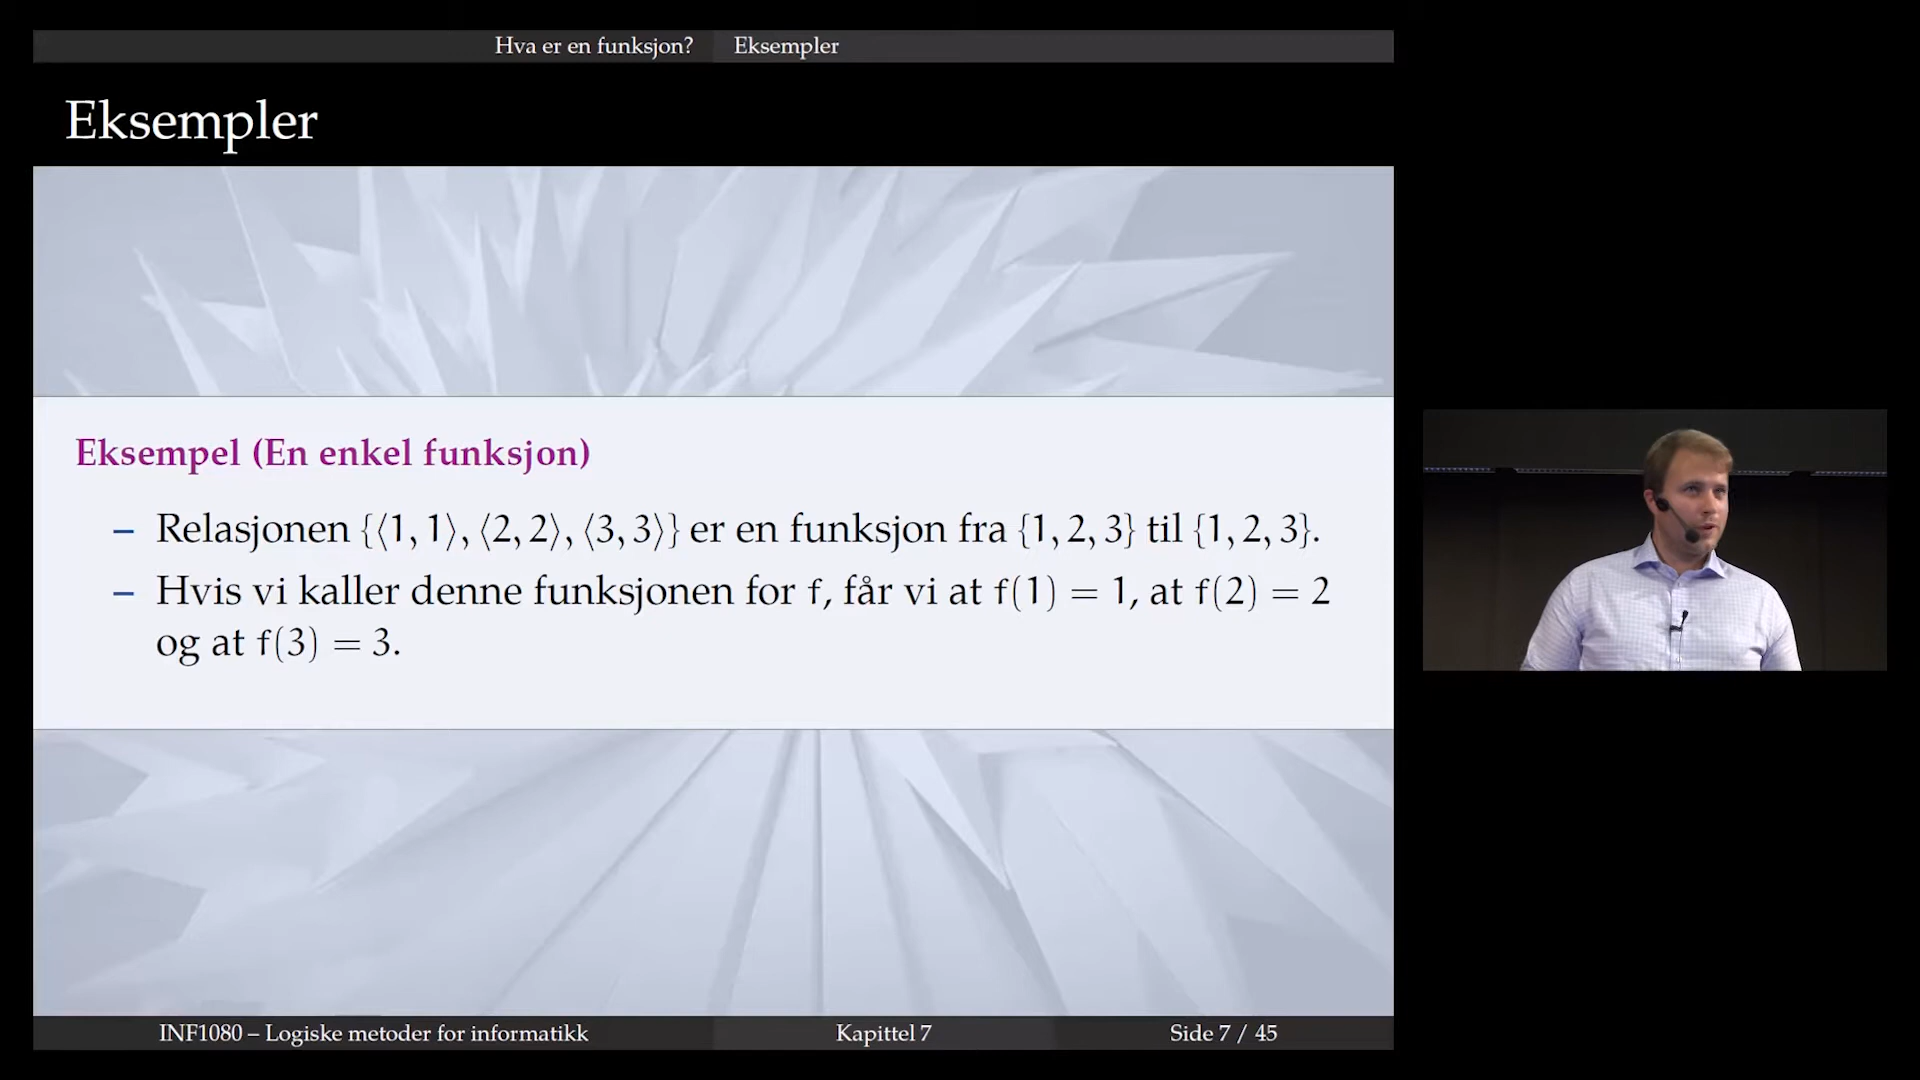 Hva er en funksjon? Eksempler
Eksempler
Eksempel (En enkel funksjon)
– Relasjonen {⟨1, 1⟩, ⟨2, 2⟩, ⟨3, 3⟩} er en funksjon fra {1, 2, 3} til {1, 2, 3}.
– Hvis vi kaller denne funksjonen for f, får vi at f(1) = 1, at f(2) = 2
og at f(3) = 3.
INF1080 – Logiske metoder for informatikk Kapittel 7 Side 7 / 45